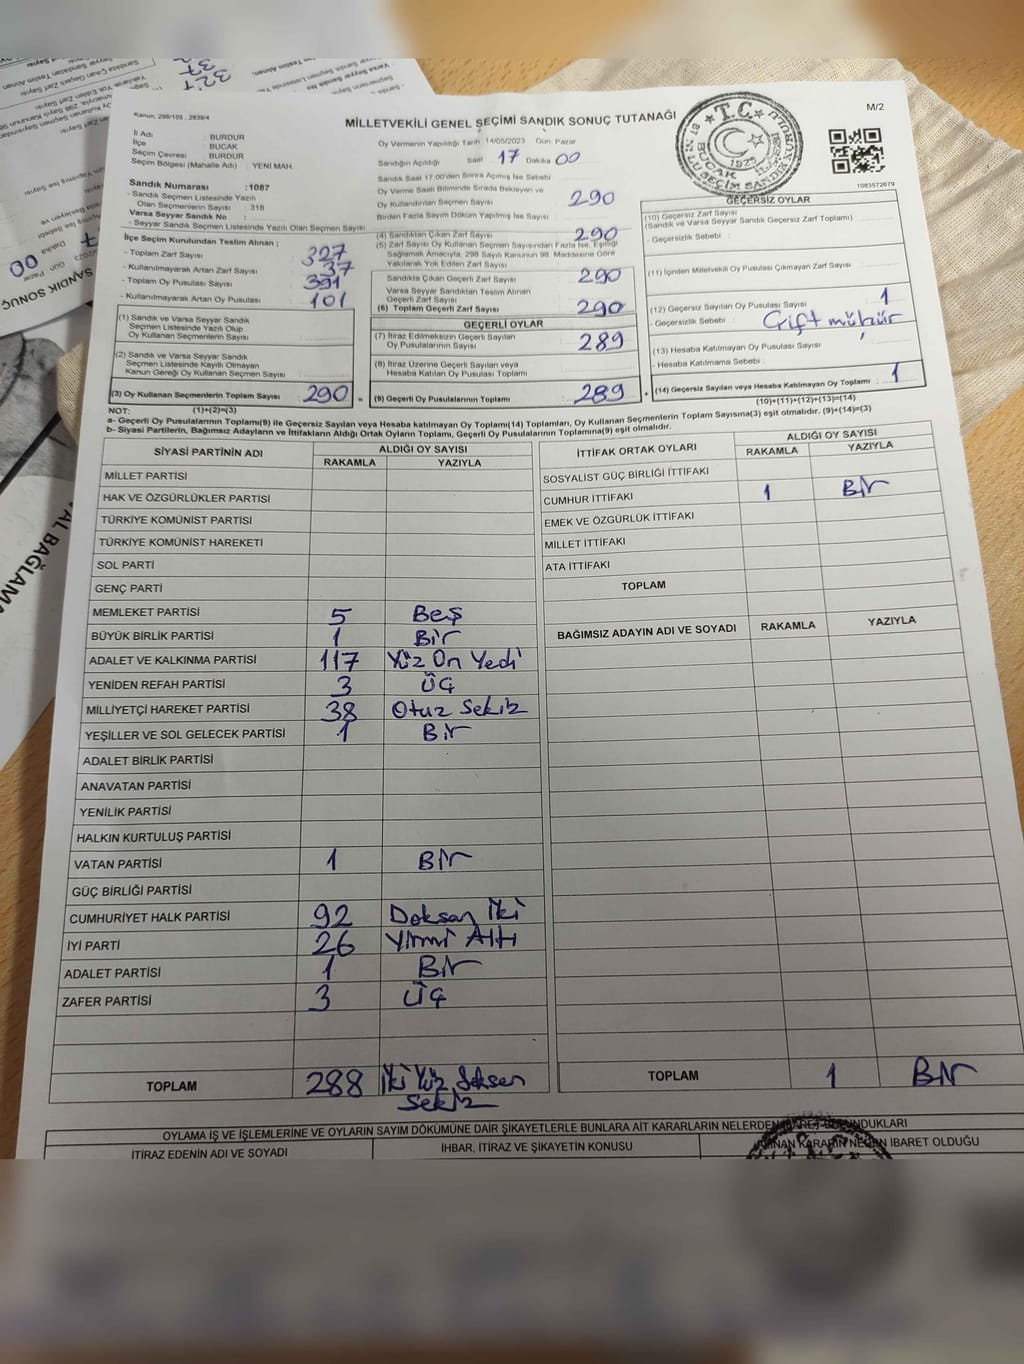 Kanun, 298/105 , 2839/4
MİLLETVEKİLİ GENEL SEÇİMİ SANDIK SONUÇ TUTANAĞI
M/2
İl Adı : BURDUR
İlçe : BUCAK
Seçim Çevresi : BURDUR
Seçim Bölgesi (Mahalle Adı) : YENİ MAH.
Sandık Numarası :1087
- Sandık Seçmen Listesinde Yazılı
Olan Seçmenlerin Sayısı : 318
Varsa Seyyar Sandık No :
- Seyyar Sandık Seçmen Listesinde Yazılı Olan Seçmen Sayısı
İlçe Seçim Kurulundan Teslim Alınan ;
- Toplam Zarf Sayısı : 327
- Kullanılmayarak Artan Zarf Sayısı : 37
- Toplam Oy Pusulası Sayısı : 391
- Kullanılmayarak Artan Oy Pusulası : 101
(1) Sandık ve Varsa Seyyar Sandık
Seçmen Listesinde Yazılı Olup
Oy Kullanan Seçmenlerin Sayısı :
(2) Sandık ve Varsa Seyyar Sandık
Seçmen Listesinde Kayıtlı Olmayan
Kanun Gereği Oy Kullanan Seçmen Sayısı :
(3) Oy Kullanan Seçmenlerin Toplam Sayısı : 290
Oy Vermenin Yapıldığı Tarih 14/05/2023 Gün Pazar
Sandığın Açıldığı Saat 17 Dakika 00
Sandık Saat 17:00'den Sonra Açılmış İse Sebebi
Oy Verme Saati Bitiminde Sırada Bekleyen ve
Oy Kullandırılan Seçmen Sayısı : 290
Birden Fazla Sayım Döküm Yapılmış İse Sayısı :
(4) Sandıktan Çıkan Zarf Sayısı : 290
(5) Zarf Sayısı Oy Kullanan Seçmen Sayısından Fazla İse, Eşitliği
Sağlamak Amacıyla, 298 Sayılı Kanunun 98. Maddesine Göre
Yakılarak Yok Edilen Zarf Sayısı :
Sandıkta Çıkan Geçerli Zarf Sayısı : 290
Varsa Seyyar Sandıktan Teslim Alınan
Geçerli Zarf Sayısı :
(6) Toplam Geçerli Zarf Sayısı : 290
GEÇERLİ OYLAR
(7) İtiraz Edilmeksizin Geçerli Sayılan
Oy Pusulalarının Sayısı : 289
(8) İtiraz Üzerine Geçerli Sayılan veya
Hesaba Katılan Oy Pusulası Toplamı :
(9) Geçerli Oy Pusulalarının Toplamı : 289
T.C.
1083572679
GEÇERSİZ OYLAR
(10) Geçersiz Zarf Sayısı
(Sandık ve Varsa Seyyar Sandık Geçersiz Zarf Toplamı) :
- Geçersizlik Sebebi :
(11) İçinden Milletvekili Oy Pusulası Çıkmayan Zarf Sayısı :
(12) Geçersiz Sayılan Oy Pusulası Sayısı : 1
- Geçersizlik Sebebi : Çift mühür
(13) Hesaba Katılmayan Oy Pusulası Sayısı :
- Hesaba Katılmama Sebebi :
(14) Geçersiz Sayılan veya Hesaba Katılmayan Oy Toplamı : 1
NOT: (1)+(2)=(3) (10)+(11)+(12)+(13)=(14)
a- Geçerli Oy Pusulalarının Toplamı(9) ile Geçersiz Sayılan veya Hesaba katılmayan Oy Toplamı(14) Toplamları, Oy Kullanan Seçmenlerin Toplam Sayısına(3) eşit olmalıdır. (9)+(14)=(3)
b- Siyasi Partilerin, Bağımsız Adayların ve İttifakların Aldığı Ortak Oyların Toplamı, Geçerli Oy Pusulalarının Toplamına(9) eşit olmalıdır.
SİYASİ PARTİNİN ADI ALDIĞI OY SAYISI
RAKAMLA YAZIYLA
MİLLET PARTİSİ
HAK VE ÖZGÜRLÜKLER PARTİSİ
TÜRKİYE KOMÜNİST PARTİSİ
TÜRKİYE KOMÜNİST HAREKETİ
SOL PARTİ
GENÇ PARTİ
MEMLEKET PARTİSİ 5 Beş
BÜYÜK BİRLİK PARTİSİ 1 Bir
ADALET VE KALKINMA PARTİSİ 117 Yüz On Yedi
YENİDEN REFAH PARTİSİ 3 Üç
MİLLİYETÇİ HAREKET PARTİSİ 38 Otuz Sekiz
YEŞİLLER VE SOL GELECEK PARTİSİ 1 Bir
ADALET BİRLİK PARTİSİ
ANAVATAN PARTİSİ
YENİLİK PARTİSİ
HALKIN KURTULUŞ PARTİSİ
VATAN PARTİSİ 1 Bir
GÜÇ BİRLİĞİ PARTİSİ
CUMHURİYET HALK PARTİSİ 92 Doksan İki
İYİ PARTİ 26 Yirmi Altı
ADALET PARTİSİ 1 Bir
ZAFER PARTİSİ 3 Üç
TOPLAM 288 İki Yüz Seksen
Sekiz
İTTİFAK ORTAK OYLARI ALDIĞI OY SAYISI
RAKAMLA YAZIYLA
SOSYALİST GÜÇ BİRLİĞİ İTTİFAKI
CUMHUR İTTİFAKI 1 Bir
EMEK VE ÖZGÜRLÜK İTTİFAKI
MİLLET İTTİFAKI
ATA İTTİFAKI
TOPLAM
BAĞIMSIZ ADAYIN ADI VE SOYADI RAKAMLA YAZIYLA
TOPLAM 1 Bir
OYLAMA İŞ VE İŞLEMLERİNE VE OYLARIN SAYIM DÖKÜMÜNE DAİR ŞİKAYETLERLE BUNLARA AİT KARARLARIN NELERDEN İBARET BULUNDUKLARI
İTİRAZ EDENİN ADI VE SOYADI İHBAR, İTİRAZ VE ŞİKAYETİN KONUSU ALINAN KARARIN NEDEN İBARET OLDUĞU